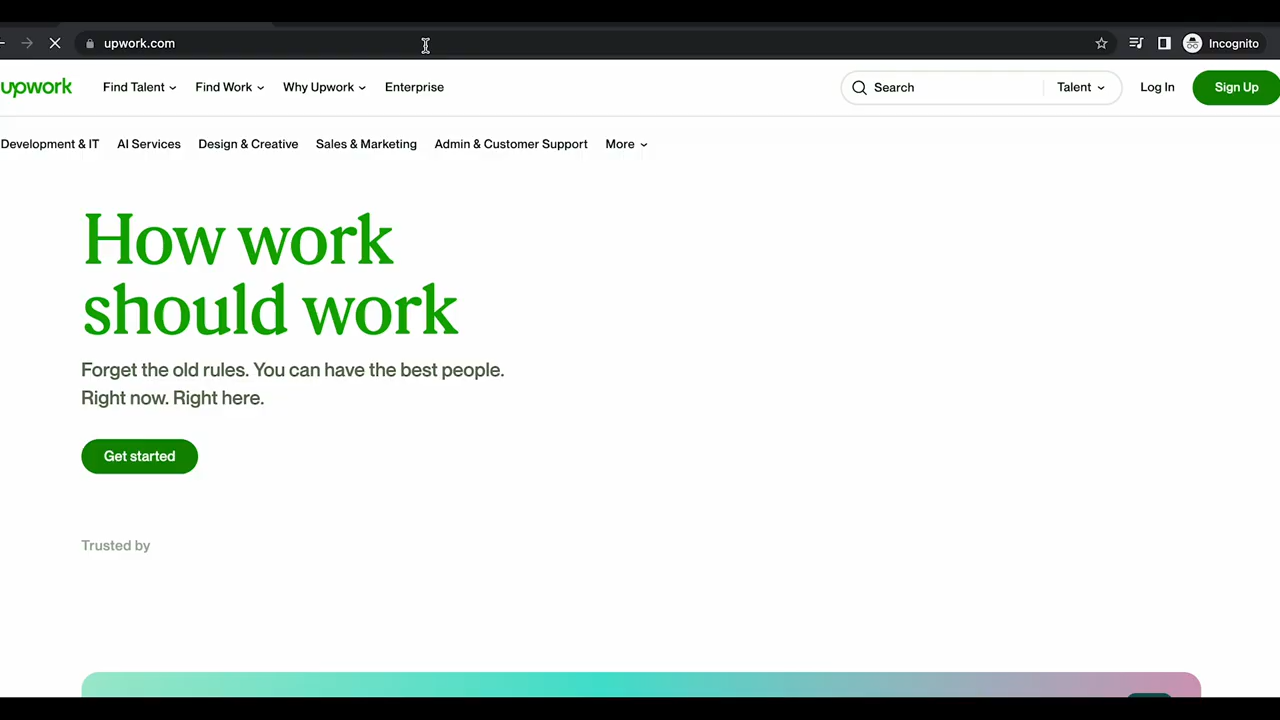 upwork.com
Incognito
upwork
Find Talent
Find Work
Why Upwork
Enterprise
Search
Talent
Log In
Sign Up
Development & IT
AI Services
Design & Creative
Sales & Marketing
Admin & Customer Support
More
How work
should work
Forget the old rules. You can have the best people.
Right now. Right here.
Get started
Trusted by